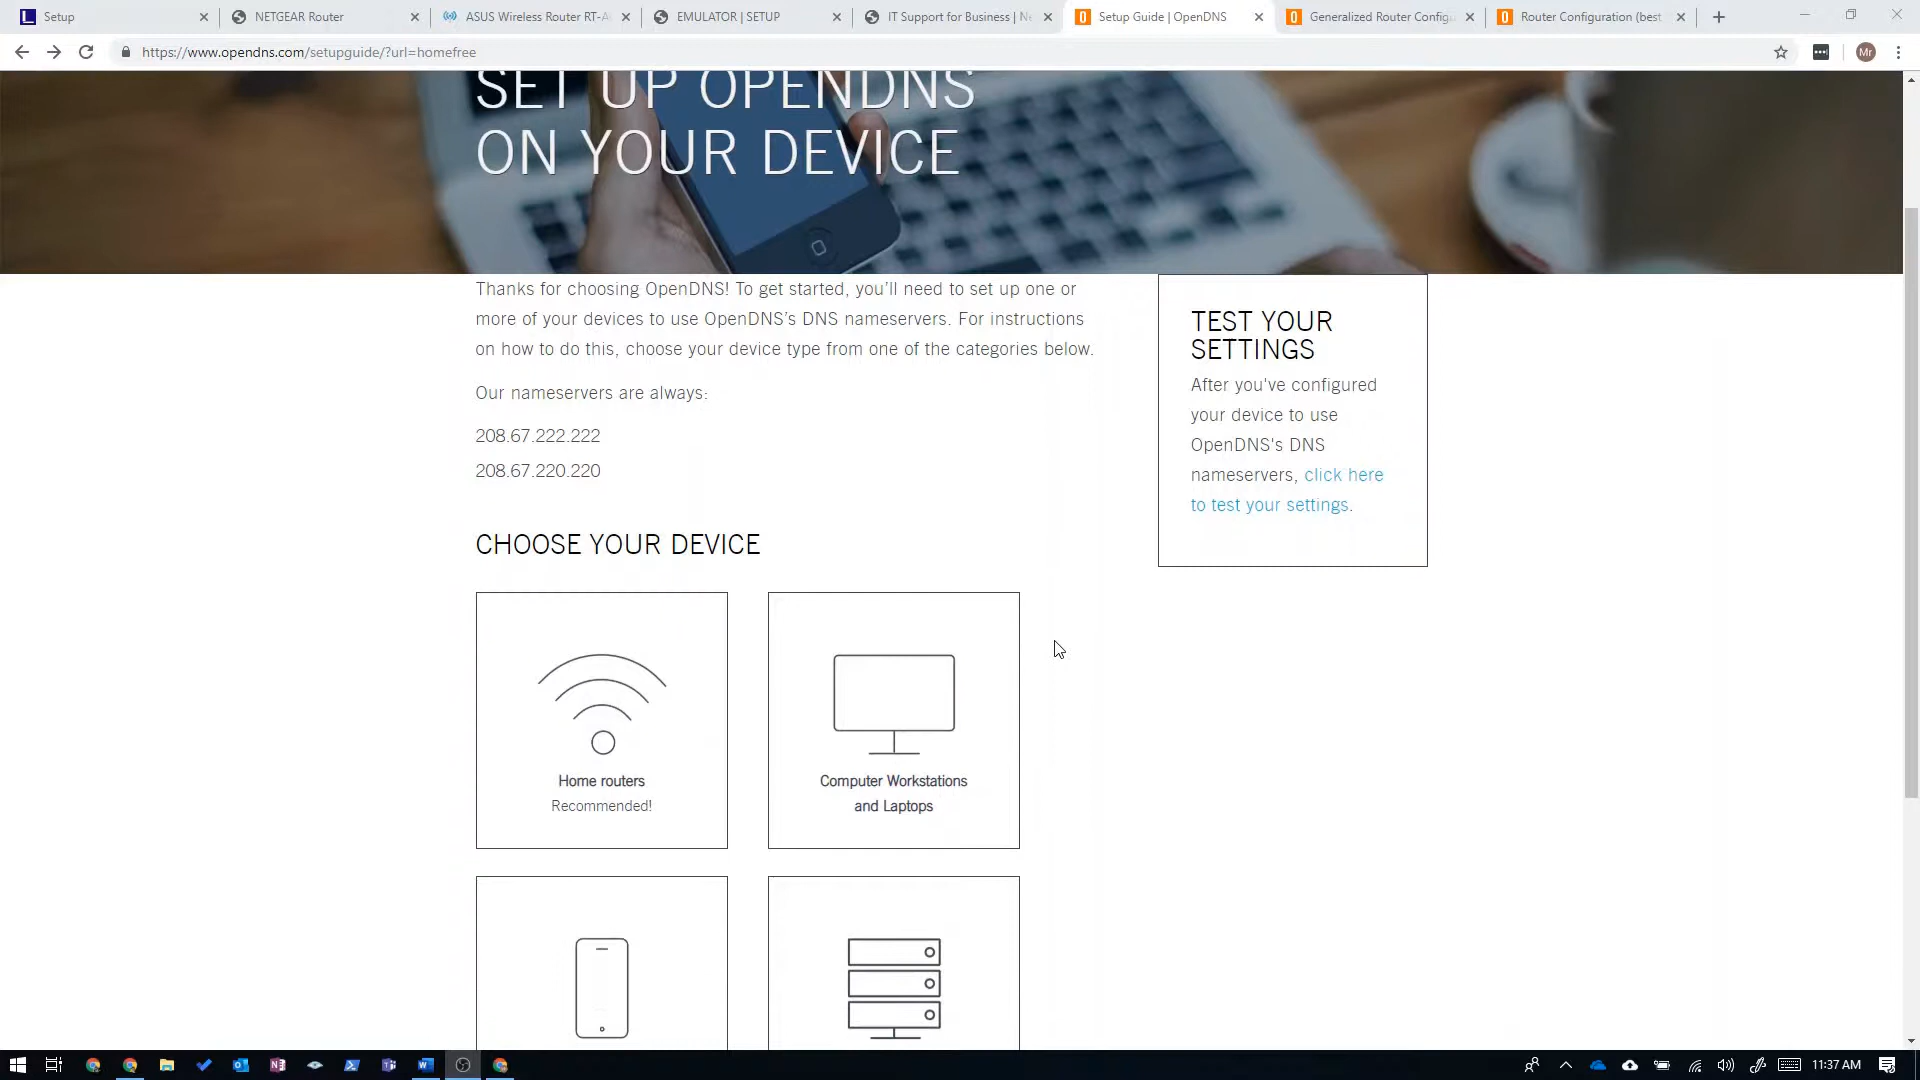 Setup
NETGEAR Router
ASUS Wireless Router RT-A
EMULATOR | SETUP
IT Support for Business | Ne
Setup Guide | OpenDNS
Generalized Router Configu
Router Configuration (best
https://www.opendns.com/setupguide/?url=homefree
Mr
SET UP OPENDNS
ON YOUR DEVICE
Thanks for choosing OpenDNS! To get started, you’ll need to set up one or
more of your devices to use OpenDNS’s DNS nameservers. For instructions
on how to do this, choose your device type from one of the categories below.
Our nameservers are always:
208.67.222.222
208.67.220.220
TEST YOUR
SETTINGS
After you've configured
your device to use
OpenDNS's DNS
nameservers, click here
to test your settings.
CHOOSE YOUR DEVICE
Home routers
Recommended!
Computer Workstations
and Laptops
11:37 AM